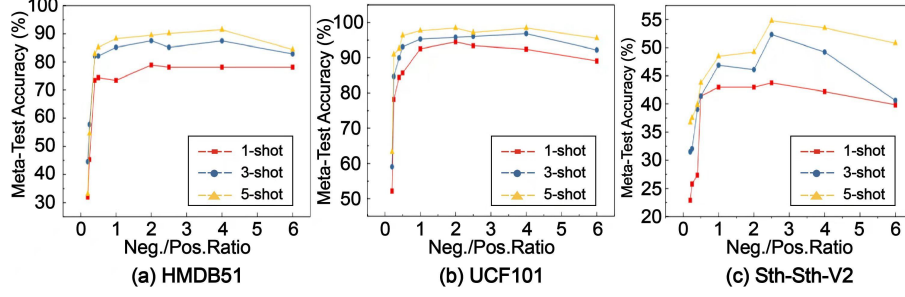 Meta-Test Accuracy (%)
100
90
80
70
60
50
40
30
1-shot
3-shot
5-shot
0 1 2 3 4 5 6
Neg./Pos.Ratio
(a) HMDB51
Meta-Test Accuracy (%)
100
90
80
70
60
50
1-shot
3-shot
5-shot
0 1 2 3 4 5 6
Neg./Pos.Ratio
(b) UCF101
Meta-Test Accuracy (%)
55
50
45
40
35
30
25
20
1-shot
3-shot
5-shot
0 1 2 3 4 5 6
Neg./Pos.Ratio
(c) Sth-Sth-V2